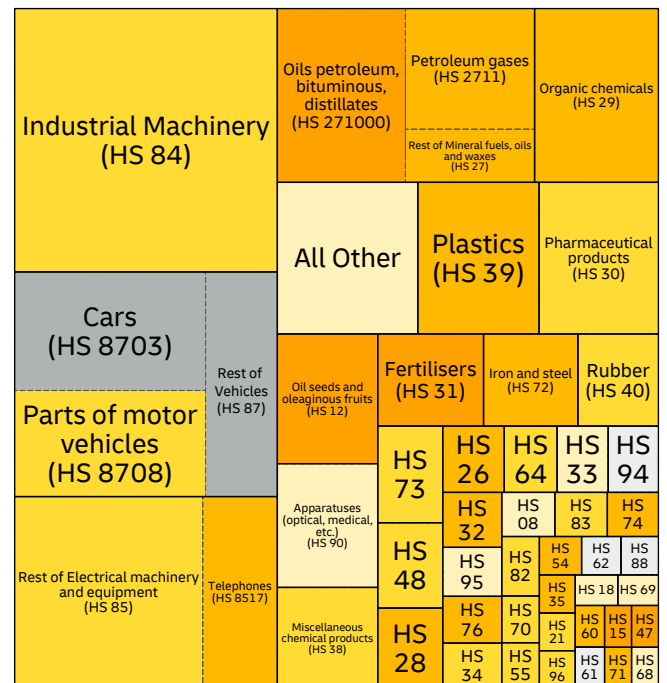 Industrial Machinery
(HS 84)
Oils petroleum,
bituminous,
distillates
(HS 271000)
Petroleum gases
(HS 2711)
Rest of Mineral fuels, oils
and waxes
(HS 27)
Organic chemicals
(HS 29)
All Other
Plastics
(HS 39)
Pharmaceutical
products
(HS 30)
Cars
(HS 8703)
Parts of motor
vehicles
(HS 8708)
Rest of
Vehicles
(HS 87)
Rest of Electrical machinery
and equipment
(HS 85)
Telephones
(HS 8517)
Oil seeds and
oleaginous fruits
(HS 12)
Apparatuses
(optical, medical,
etc.)
(HS 90)
Miscellaneous
chemical products
(HS 38)
Fertilisers
(HS 31)
Iron and steel
(HS 72)
Rubber
(HS 40)
HS
73
HS
48
HS
28
HS
26
HS
32
HS
95
HS
76
HS
34
HS
64
HS
33
HS
94
HS
08
HS
83
HS
74
HS
82
HS
70
HS
55
HS
54
HS
62
HS
88
HS
35
HS 18
HS 69
HS
21
HS
60
HS
15
HS
47
HS
96
HS
61
HS
71
HS
68